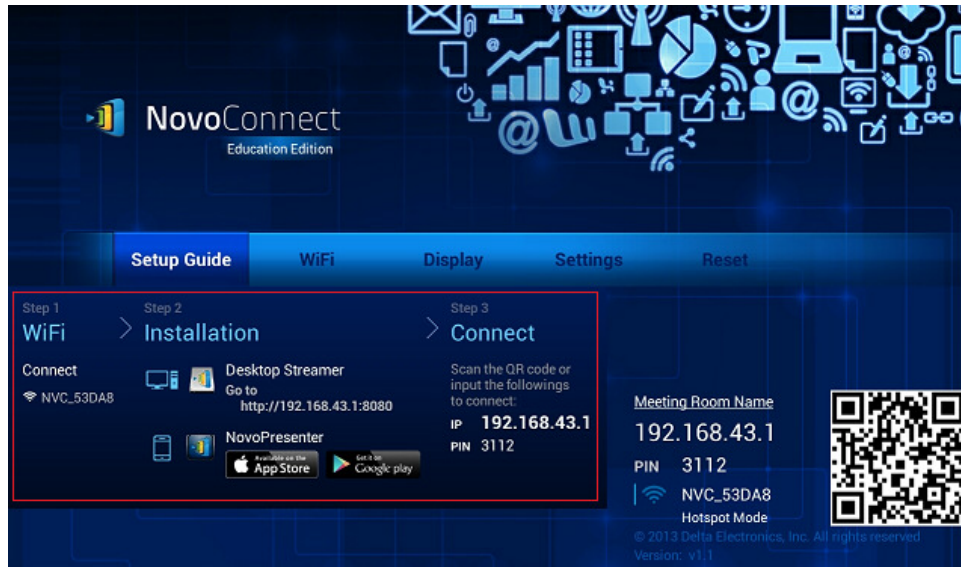 NovoConnect
Education Edition
Setup Guide WiFi Display Settings Reset
Step 1
WiFi
Connect
NVC_53DA8
Step 2
Installation
Desktop Streamer
Go to
http://192.168.43.1:8080
NovoPresenter
Available on the
App Store
Get it on
Google play
Step 3
Connect
Scan the QR code or
input the followings
to connect:
IP 192.168.43.1
PIN 3112
Meeting Room Name
192.168.43.1
PIN 3112
NVC_53DA8
Hotspot Mode
© 2013 Delta Electronics, Inc. All rights reserved
Version: v1.1